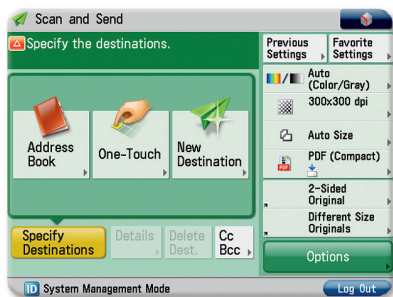 Scan and Send
Specify the destinations.
Previous
Settings
Favorite
Settings
Auto
(Color/Gray)
300x300 dpi
Auto Size
PDF (Compact)
PDF
2-Sided
Original
Different Size
Originals
Options
Address
Book
One-Touch
New
Destination
Specify
Destinations
Details
Delete
Dest.
Cc
Bcc
ID System Management Mode
Log Out